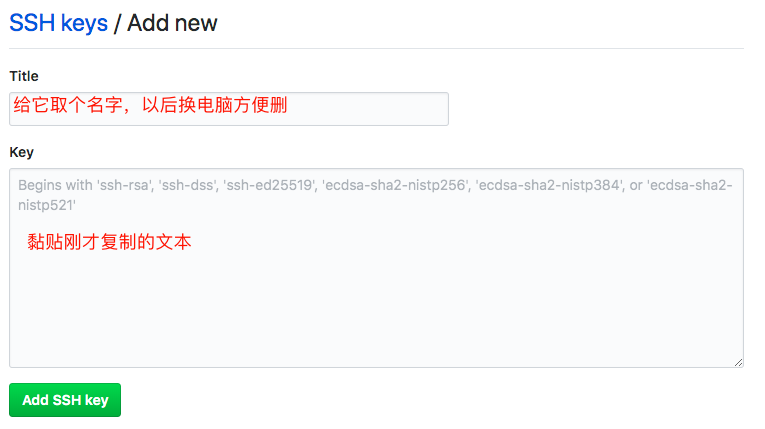 SSH keys / Add new
Title
给它取个名字，以后换电脑方便删
Key
Begins with 'ssh-rsa', 'ssh-dss', 'ssh-ed25519', 'ecdsa-sha2-nistp256', 'ecdsa-sha2-nistp384', or 'ecdsa-sha2-
nistp521'
黏贴刚才复制的文本
Add SSH key